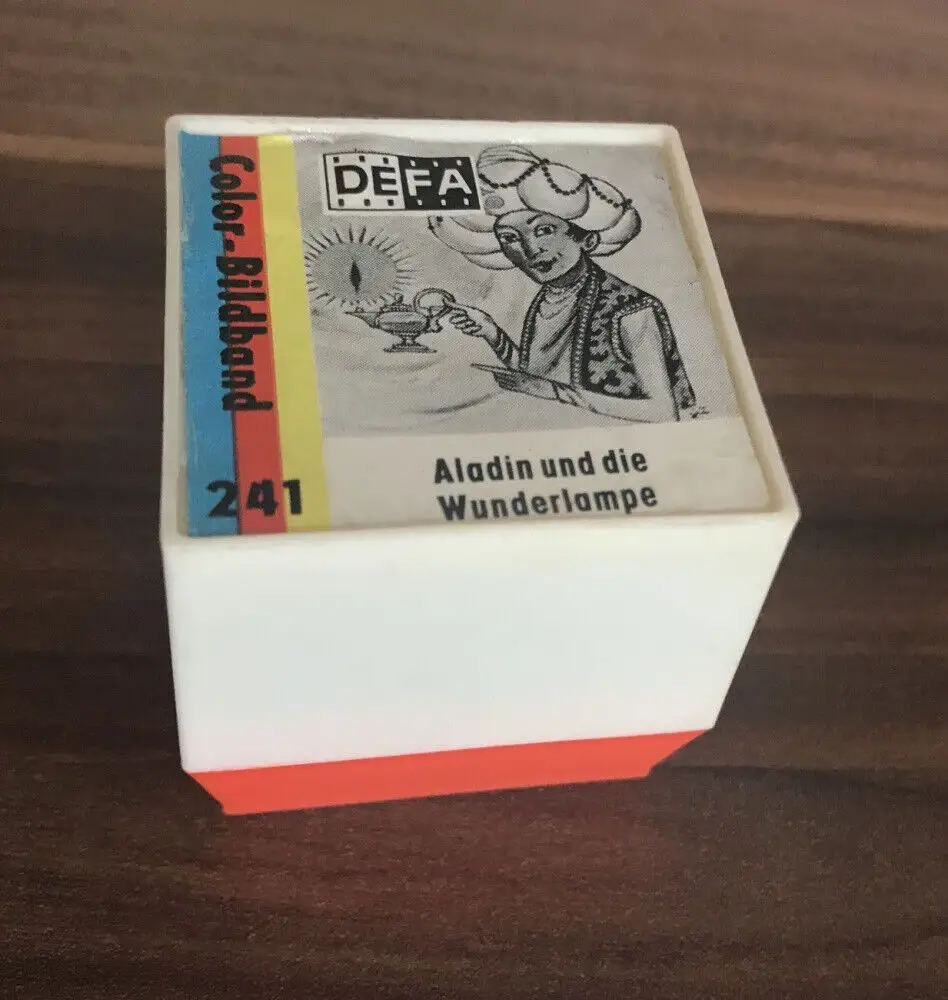 DEFA
Color-Bildband
241
Aladin und die
Wunderlampe